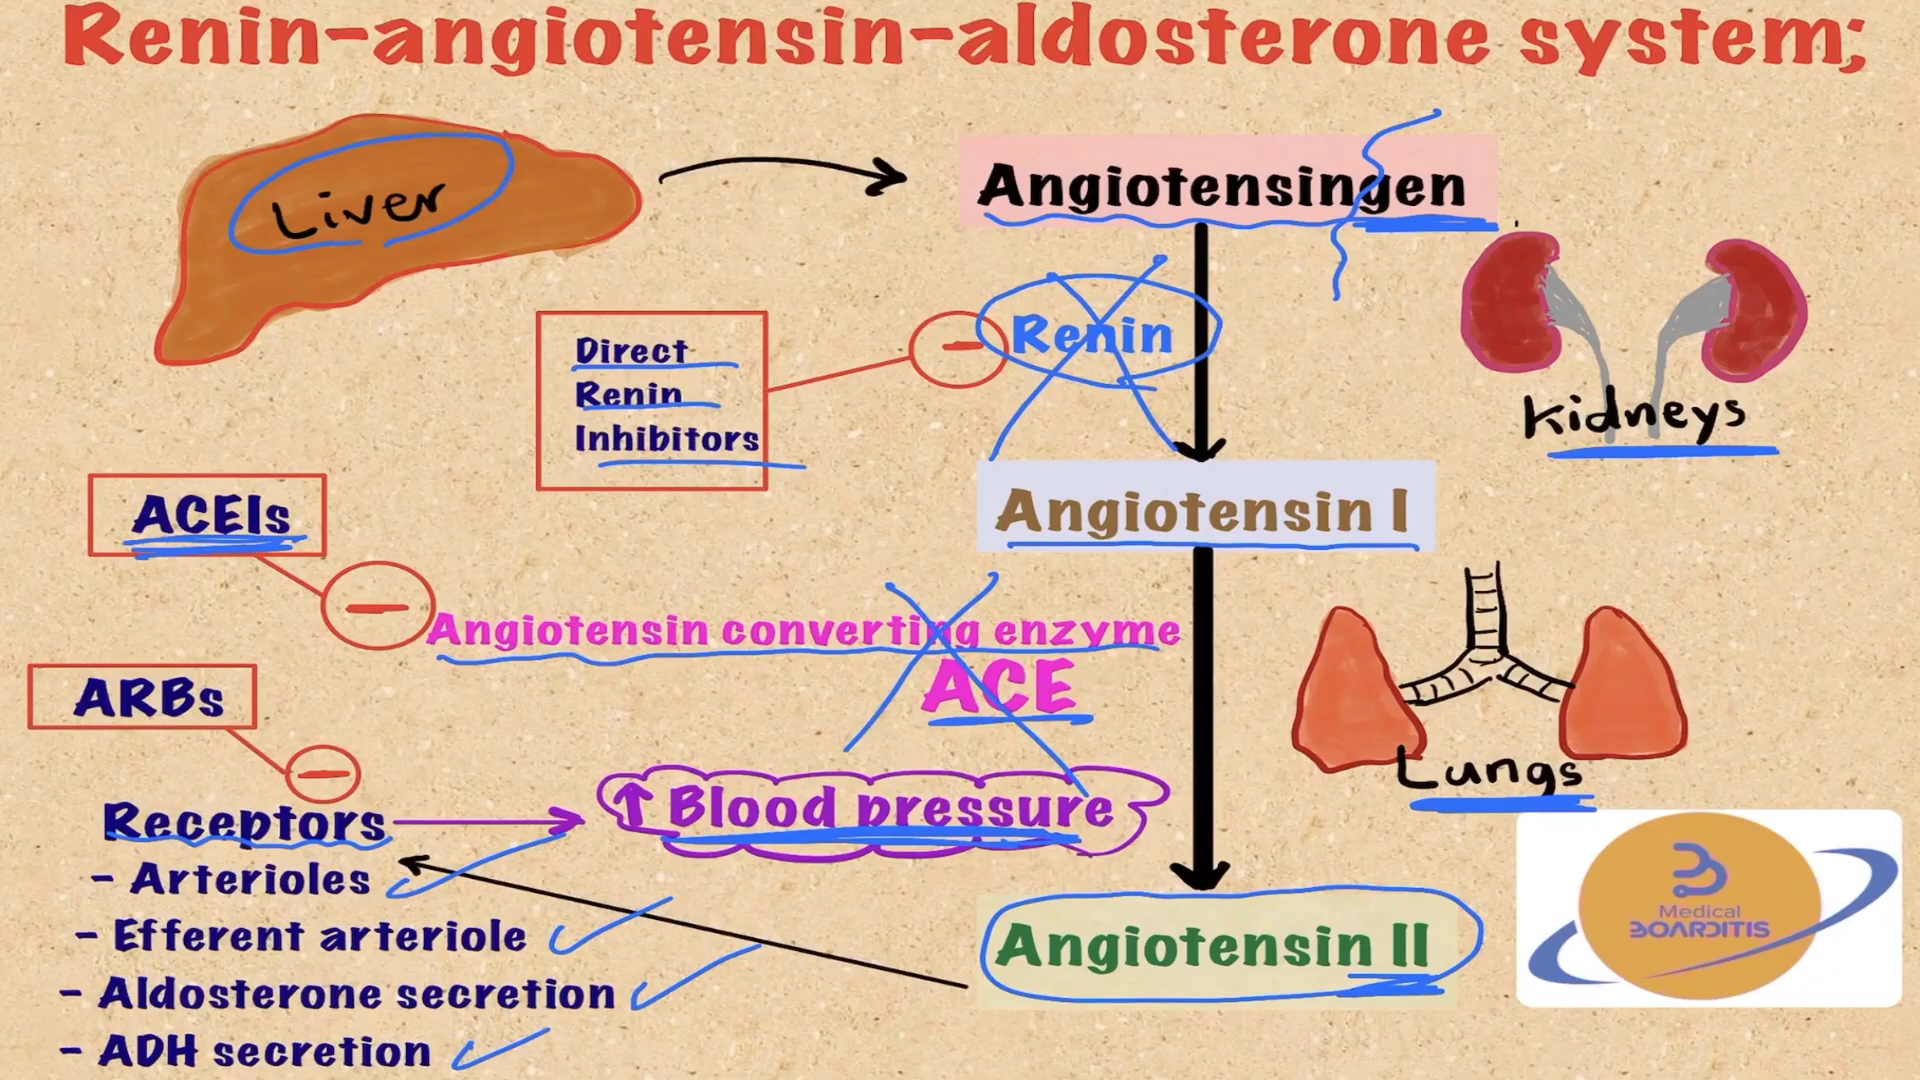 Renin-angiotensin-aldosterone system;
Liver
Angiotensingen
Direct
Renin
Inhibitors
Renin
Kidneys
ACEIs
Angiotensin I
Angiotensin converting enzyme
ACE
ARBs
Lungs
Receptors
↑ Blood pressure
- Arterioles
- Efferent arteriole
- Aldosterone secretion
- ADH secretion
Angiotensin II
Medical
BOARDITIS